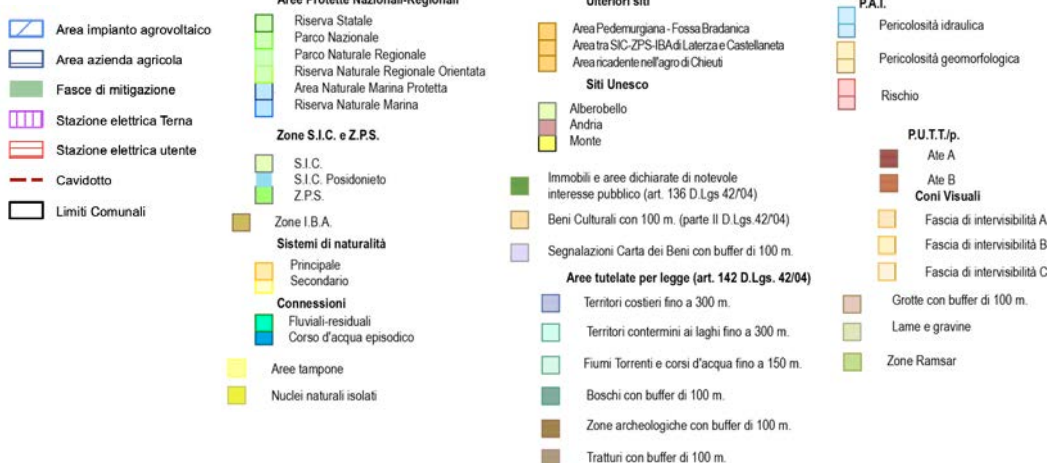 Area impianto agrovoltaico
Area azienda agricola
Fasce di mitigazione
Stazione elettrica Terna
Stazione elettrica utente
Cavidotto
Limiti Comunali
Aree Protette Nazionali-Regionali
Riserva Statale
Parco Nazionale
Parco Naturale Regionale
Riserva Naturale Regionale Orientata
Area Naturale Marina Protetta
Riserva Naturale Marina
Zone S.I.C. e Z.P.S.
S.I.C.
S.I.C. Posidonieto
Z.P.S.
Zone I.B.A.
Sistemi di naturalità
Principale
Secondario
Connessioni
Fluviali-residuali
Corso d'acqua episodico
Aree tampone
Nuclei naturali isolati
Ulteriori siti
Area Pedemurgiana - Fossa Bradanica
Area tra SIC-ZPS-IBA di Laterza e Castellaneta
Area ricadente nell'agro di Chieuti
Siti Unesco
Alberobello
Andria
Monte
Immobili e aree dichiarate di notevole
interesse pubblico (art. 136 D.Lgs 42/'04)
Beni Culturali con 100 m. (parte II D.Lgs.42/'04)
Segnalazioni Carta dei Beni con buffer di 100 m.
Aree tutelate per legge (art. 142 D.Lgs. 42/'04)
Territori costieri fino a 300 m.
Territori contermini ai laghi fino a 300 m.
Fiumi Torrenti e corsi d'acqua fino a 150 m.
Boschi con buffer di 100 m.
Zone archeologiche con buffer di 100 m.
Tratturi con buffer di 100 m.
P.A.I.
Pericolosità idraulica
Pericolosità geomorfologica
Rischio
P.U.T.T./p.
Ate A
Ate B
Coni Visuali
Fascia di intervisibilità A
Fascia di intervisibilità B
Fascia di intervisibilità C
Grotte con buffer di 100 m.
Lame e gravine
Zone Ramsar